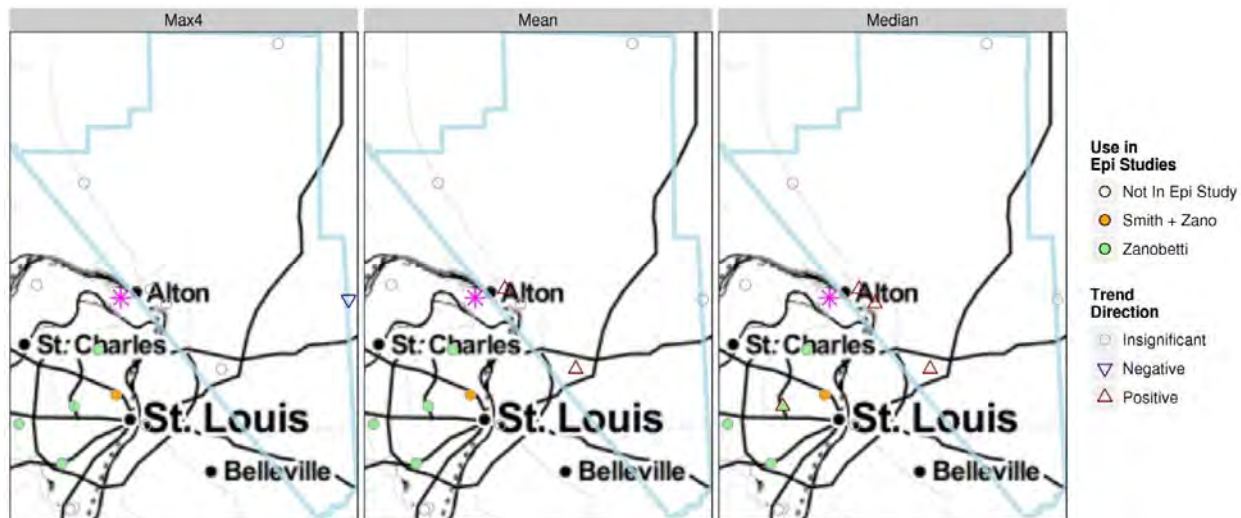 Max4
Mean
Median
Alton
St. Charles
St. Louis
Belleville
Alton
St. Charles
St. Louis
Belleville
Alton
St. Charles
St. Louis
Belleville
Use in
Epi Studies
Not In Epi Study
Smith + Zano
Zanobetti
Trend
Direction
Insignificant
Negative
Positive